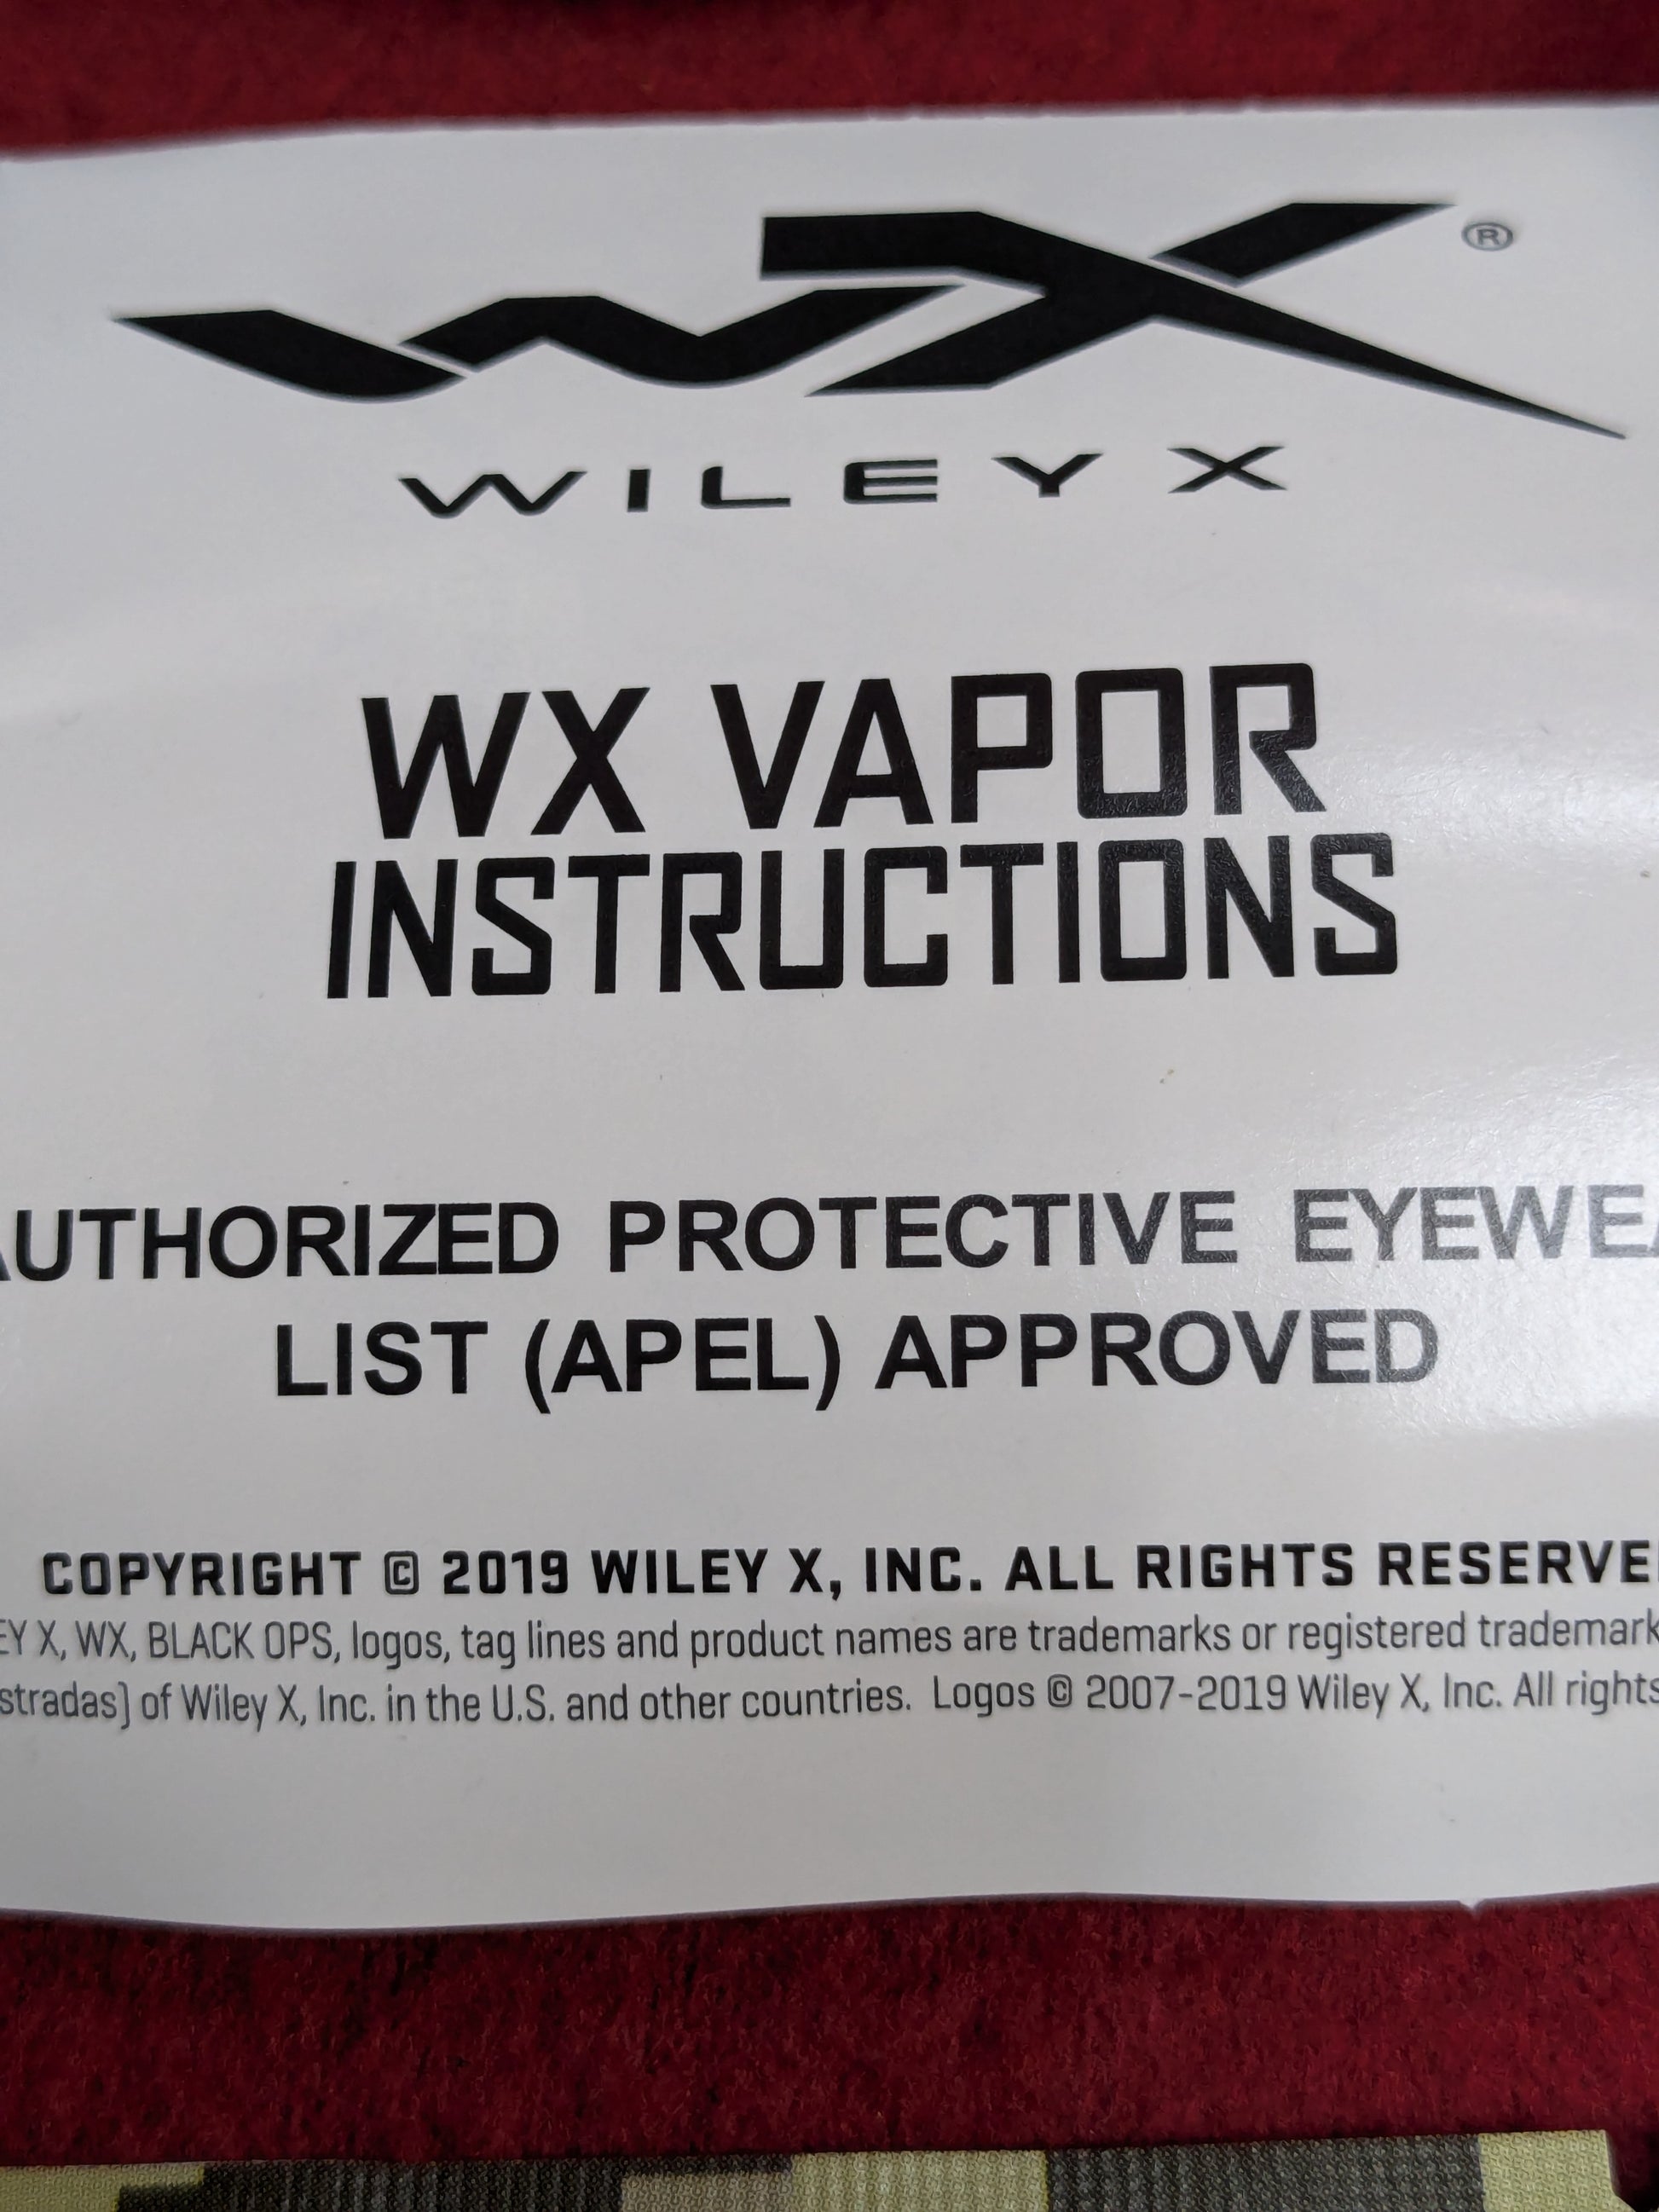 WX ®
WILEY X
WX VAPOR
INSTRUCTIONS
AUTHORIZED PROTECTIVE EYEWEA
LIST (APEL) APPROVED
COPYRIGHT © 2019 WILEY X, INC. ALL RIGHTS RESERVE
EY X, WX, BLACK OPS, logos, tag lines and product names are trademarks or registered trademark
stradas) of Wiley X, Inc. in the U.S. and other countries. Logos © 2007-2019 Wiley X, Inc. All rights